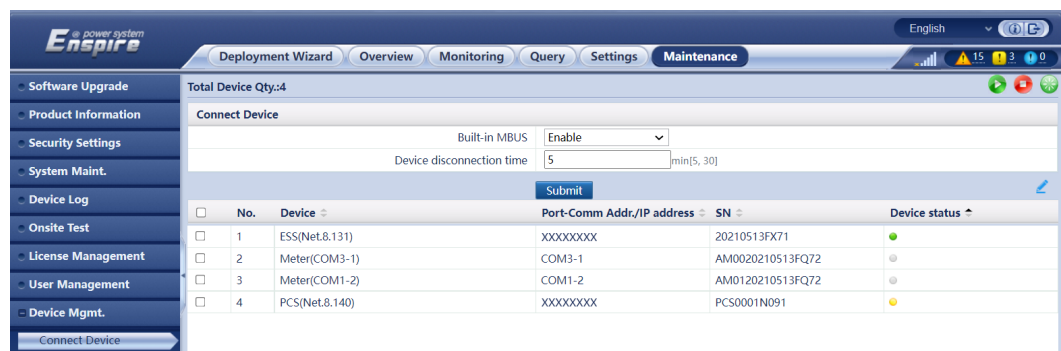 e power system
Enspire
English
Deployment Wizard Overview Monitoring Query Settings Maintenance
15 3 0
Software Upgrade
Product Information
Security Settings
System Maint.
Device Log
Onsite Test
License Management
User Management
Device Mgmt.
Connect Device
Total Device Qty.:4
Connect Device
Built-in MBUS Enable
Device disconnection time 5 min[5, 30]
Submit
No. Device Port-Comm Addr./IP address SN Device status
1 ESS(Net.8.131) XXXXXXXX 20210513FX71
2 Meter(COM3-1) COM3-1 AM0020210513FQ72
3 Meter(COM1-2) COM1-2 AM0120210513FQ72
4 PCS(Net.8.140) XXXXXXXX PCS0001N091